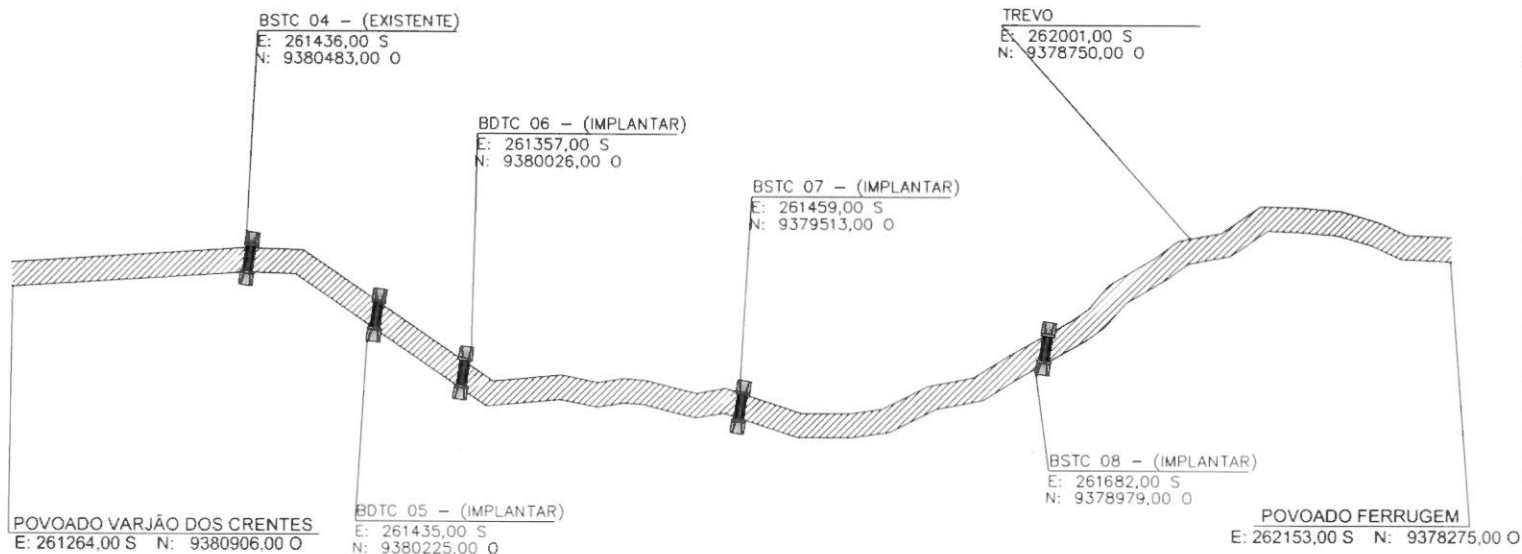 BSTC 04 - (EXISTENTE)
E: 261436,00 S
N: 9380483,00 O
TREVO
E: 262001,00 S
N: 9378750,00 O
BDTC 06 - (IMPLANTAR)
E: 261357,00 S
N: 9380026,00 O
BSTC 07 - (IMPLANTAR)
E: 261459,00 S
N: 9379513,00 O
BSTC 08 - (IMPLANTAR)
E: 261682,00 S
N: 9378979,00 O
BDTC 05 - (IMPLANTAR)
E: 261435,00 S
N: 9380225,00 O
POVOADO VARJÃO DOS CRENTES
E: 261264,00 S N: 9380906,00 O
POVOADO FERRUGEM
E: 262153,00 S N: 9378275,00 O